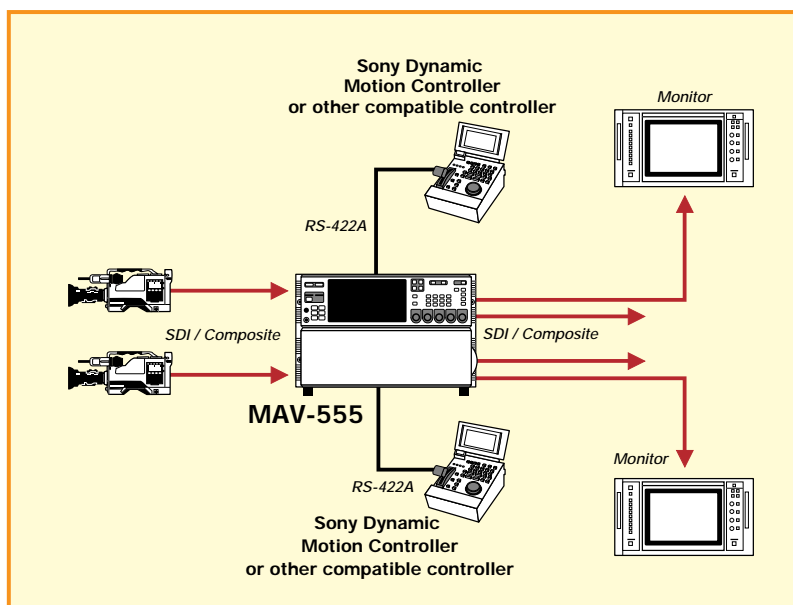 Sony Dynamic
Motion Controller
or other compatible controller
Monitor
RS-422A
SDI / Composite
SDI / Composite
MAV-555
Monitor
RS-422A
Sony Dynamic
Motion Controller
or other compatible controller